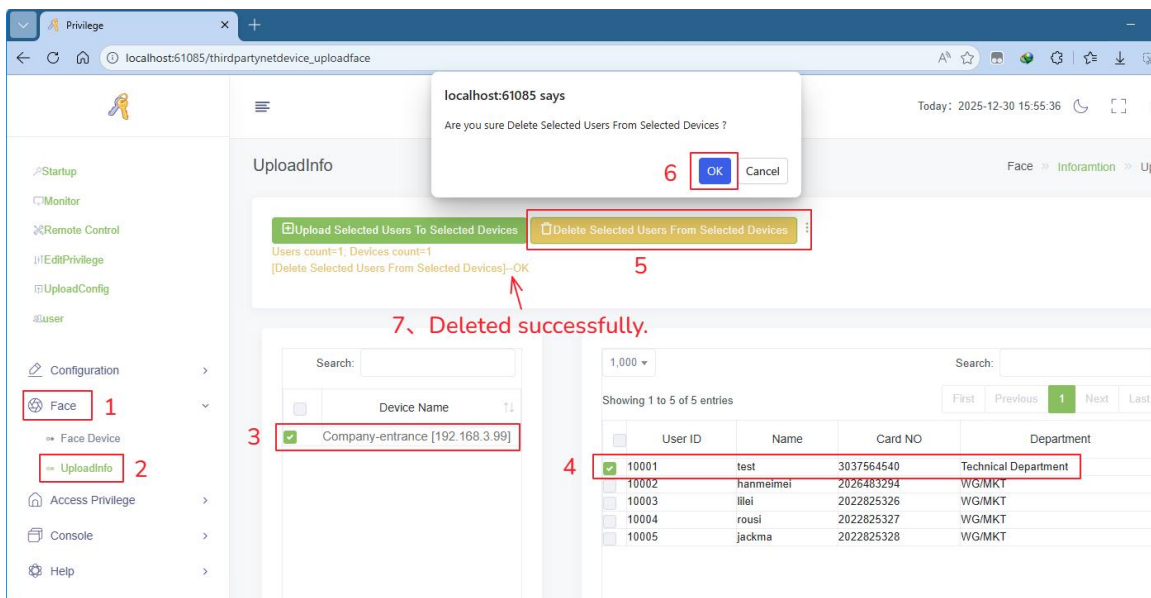 Privilege
localhost:61085/thirdpartynetdevice_uploadface
localhost:61085 says
Are you sure Delete Selected Users From Selected Devices ?
6
OK
Cancel
Today: 2025-12-30 15:55:36
Startup
Monitor
Remote Control
EditPrivilege
UploadConfig
user
Configuration
Face
1
Face Device
UploadInfo
2
Access Privilege
Console
Help
UploadInfo
Face » Inforamtion » Up
Upload Selected Users To Selected Devices
Delete Selected Users From Selected Devices
Users count=1; Devices count=1
[Delete Selected Users From Selected Devices]--OK
5
7、Deleted successfully.
Search:
Device Name
3
Company-entrance [192.168.3.99]
1,000
Search:
Showing 1 to 5 of 5 entries
First Previous 1 Next Last
User ID Name Card NO Department
4
10001 test 3037564540 Technical Department
10002 hanmeimei 2026483294 WG/MKT
10003 lilei 2022825326 WG/MKT
10004 rousi 2022825327 WG/MKT
10005 jackma 2022825328 WG/MKT